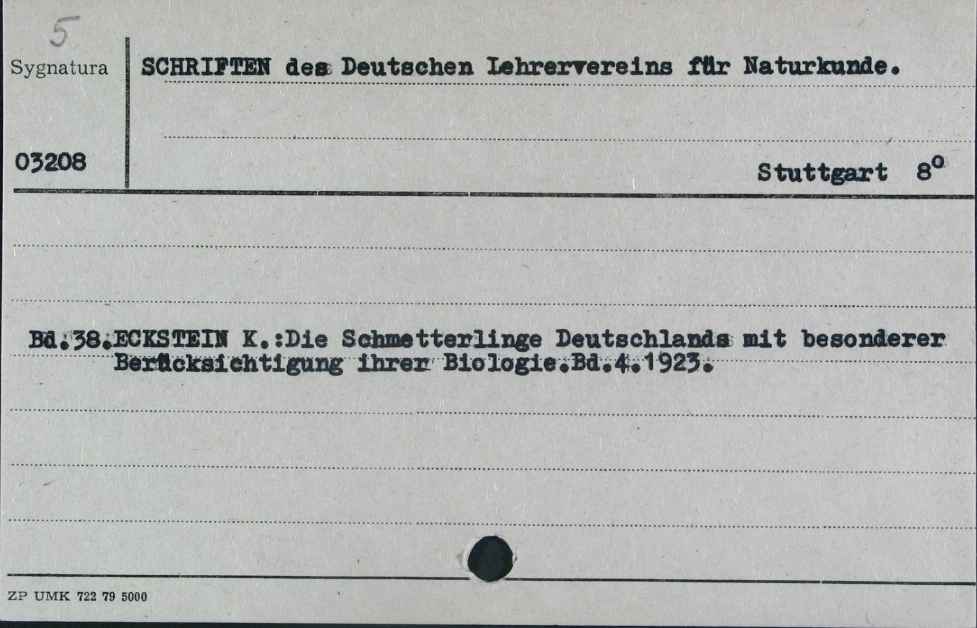 5
Sygnatura
SCHRIFTEN des Deutschen Lehrervereins für Naturkunde.
03208
Stuttgart 8⁰
Bd.38.ECKSTEIN K.:Die Schmetterlinge Deutschlands mit besonderer
Berücksichtigung ihrer Biologie.Bd.4.1923.
ZP UMK 722 79 5000